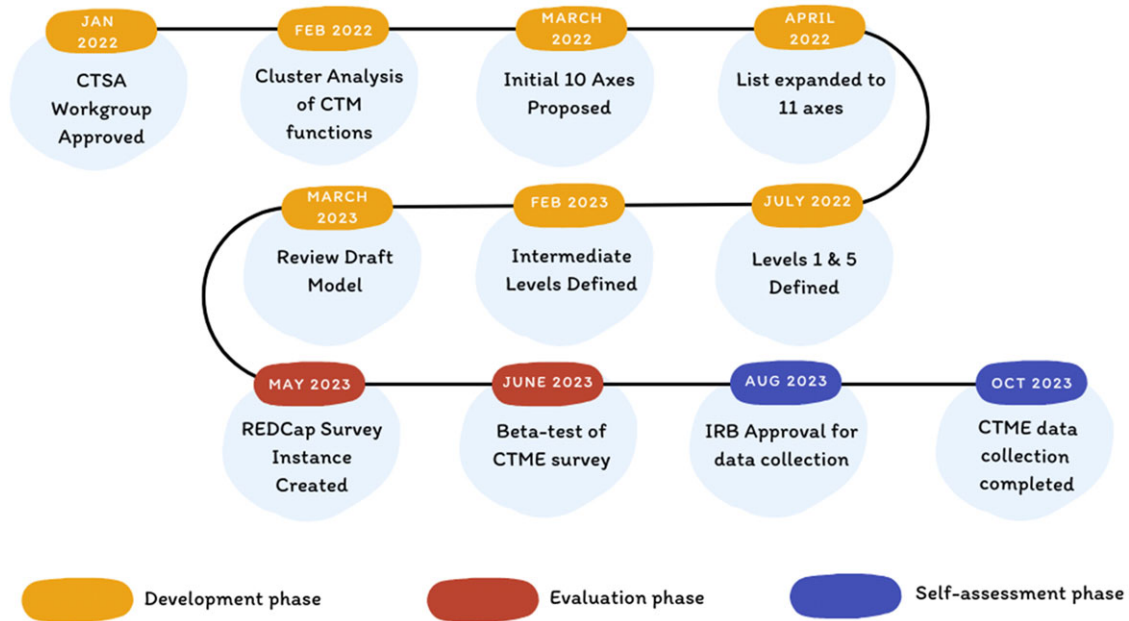 JAN
2022
CTSA
Workgroup
Approved
FEB 2022
Cluster Analysis
of CTM
functions
MARCH
2022
Initial 10 Axes
Proposed
APRIL
2022
List expanded to
11 axes
JULY 2022
Levels 1 & 5
Defined
FEB 2023
Intermediate
Levels Defined
MARCH
2023
Review Draft
Model
MAY 2023
REDCap Survey
Instance
Created
JUNE 2023
Beta-test of
CTME survey
AUG 2023
IRB Approval for
data collection
OCT 2023
CTME data
collection
completed
Development phase
Evaluation phase
Self-assessment phase